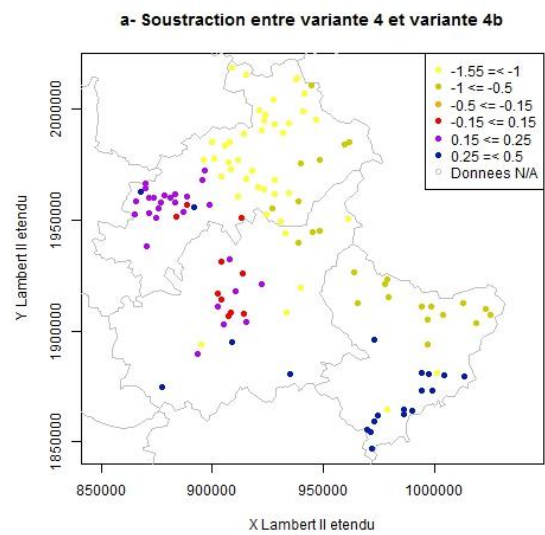 a- Soustraction entre variante 4 et variante 4b
-1.55 =< -1
-1 <= -0.5
-0.5 <= -0.15
-0.15 <= 0.15
0.15 <= 0.25
0.25 =< 0.5
Donnees N/A
Y Lambert II etendu
2000000
1950000
1900000
1850000
850000 900000 950000 1000000
X Lambert II etendu